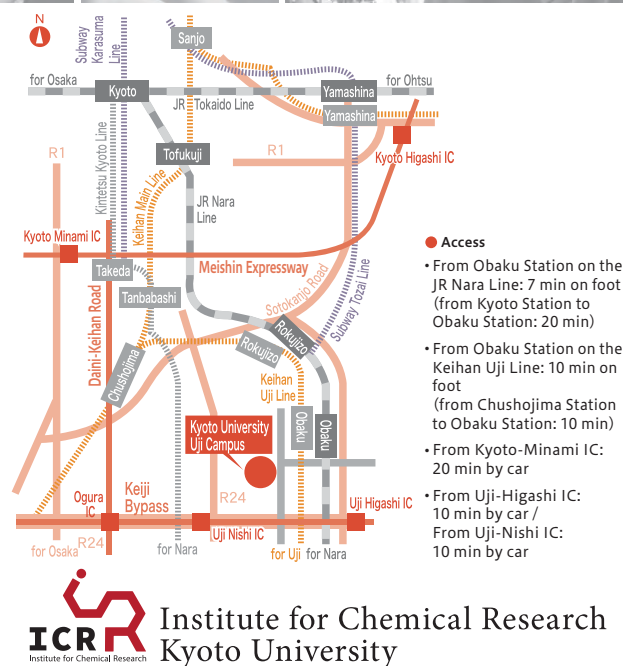 N
Subway
Karasuma
Line
Sanjo
for Osaka
Kyoto
JR Tokaido Line
Yamashina
for Ohtsu
Yamashina
R1
Tofukuji
R1
Kyoto Higashi IC
Kintetsu Kyoto Line
Keihan Main Line
JR Nara
Line
Kyoto Minami IC
Takeda
Meishin Expressway
Tanbabashi
Sotokanjo Road
Subway Tozai Line
Daini-Keihan Road
Rokujizo
Rokujizo
Chushojima
Keihan
Uji Line
Kyoto University
Uji Campus
Obaku
Obaku
Ogura
IC
Keiji
Bypass
R24
Uji Nishi IC
Uji Higashi IC
R24
for Osaka
for Nara
for Uji
for Nara
Access
・From Obaku Station on the
JR Nara Line: 7 min on foot
(from Kyoto Station to
Obaku Station: 20 min)
・From Obaku Station on the
Keihan Uji Line: 10 min on
foot
(from Chushojima Station
to Obaku Station: 10 min)
・From Kyoto-Minami IC:
20 min by car
・From Uji-Higashi IC:
10 min by car /
From Uji-Nishi IC:
10 min by car
ICR
Institute for Chemical Research
Institute for Chemical Research
Kyoto University